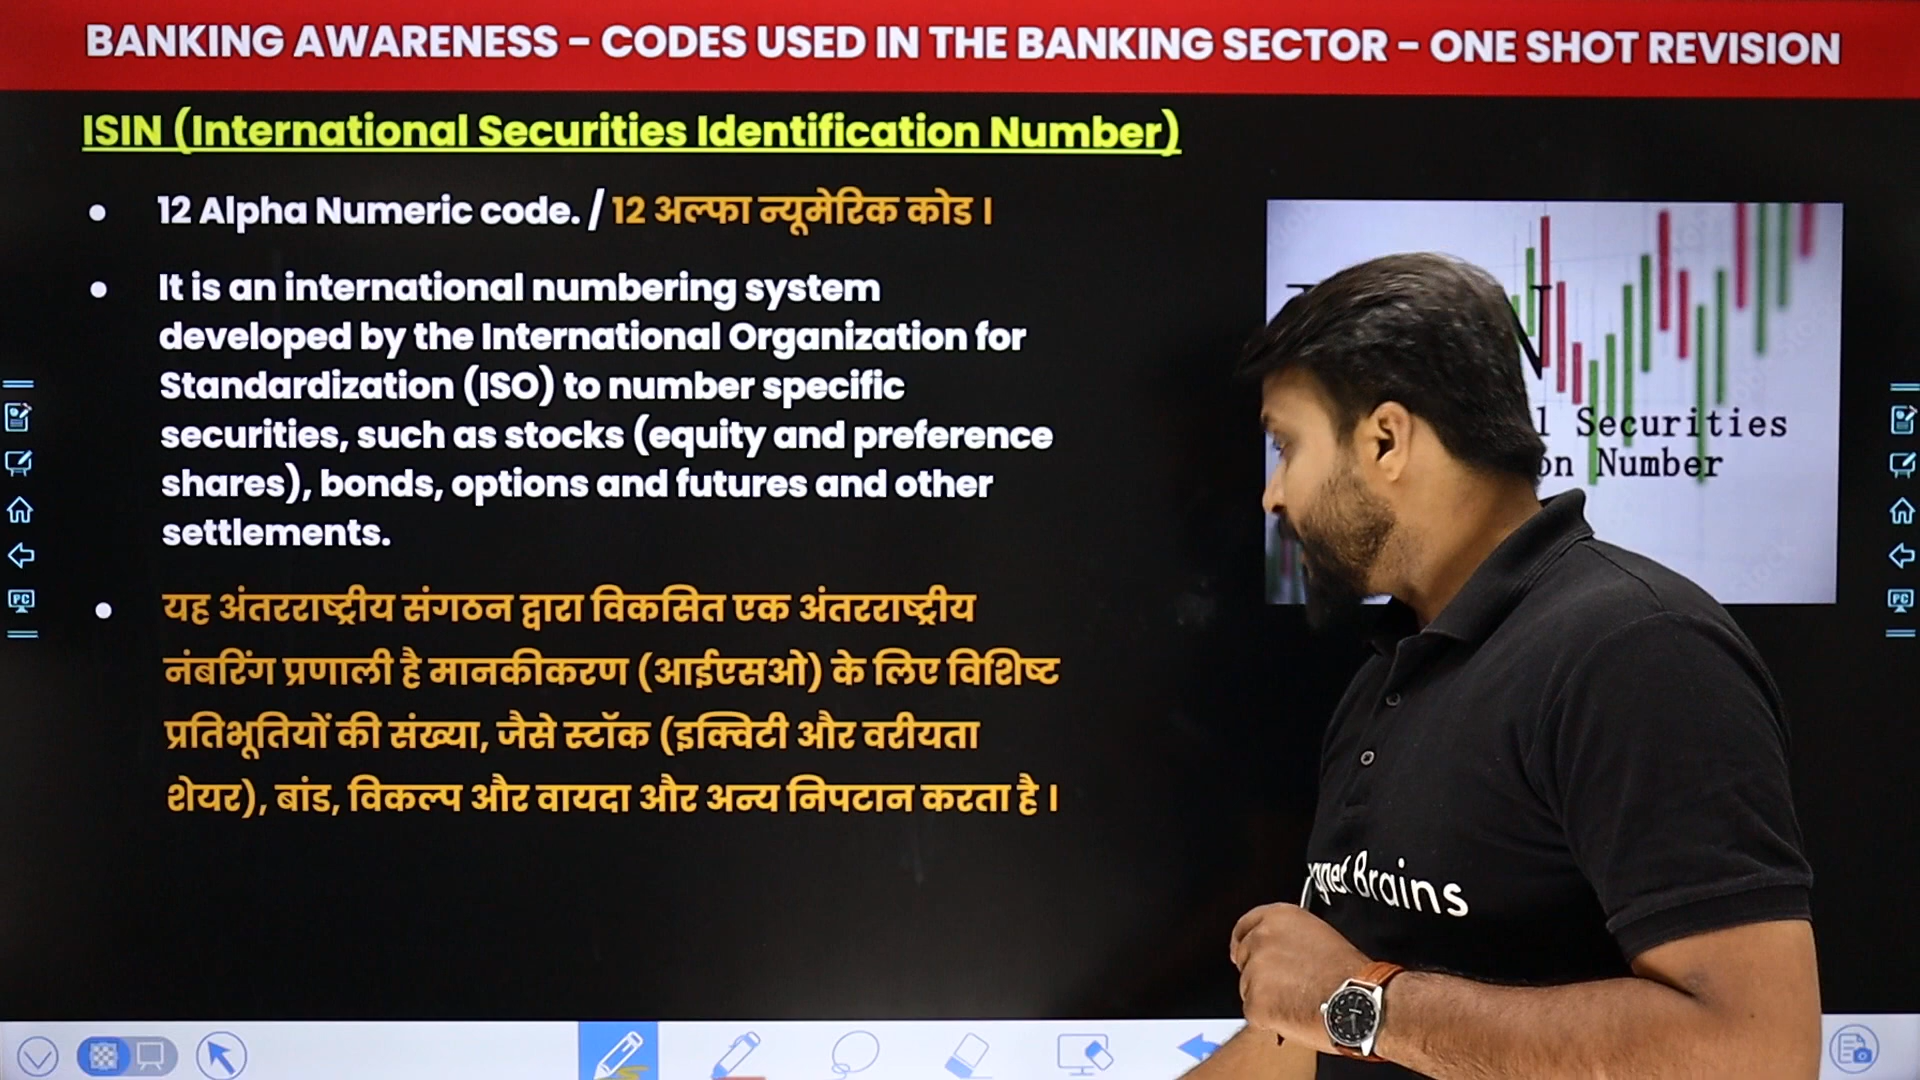 BANKING AWARENESS – CODES USED IN THE BANKING SECTOR – ONE SHOT REVISION
ISIN (International Securities Identification Number)
• 12 Alpha Numeric code. / 12 अल्फा न्यूमेरिक कोड ।
• It is an international numbering system
developed by the International Organization for
Standardization (ISO) to number specific
securities, such as stocks (equity and preference
shares), bonds, options and futures and other
settlements.
• यह अंतरराष्ट्रीय संगठन द्वारा विकसित एक अंतरराष्ट्रीय
नंबरिंग प्रणाली है मानकीकरण (आईएसओ) के लिए विशिष्ट
प्रतिभूतियों की संख्या, जैसे स्टॉक (इक्विटी और वरीयता
शेयर), बांड, विकल्प और वायदा और अन्य निपटान करता है ।
Securities
Number
Brains
PC
PC